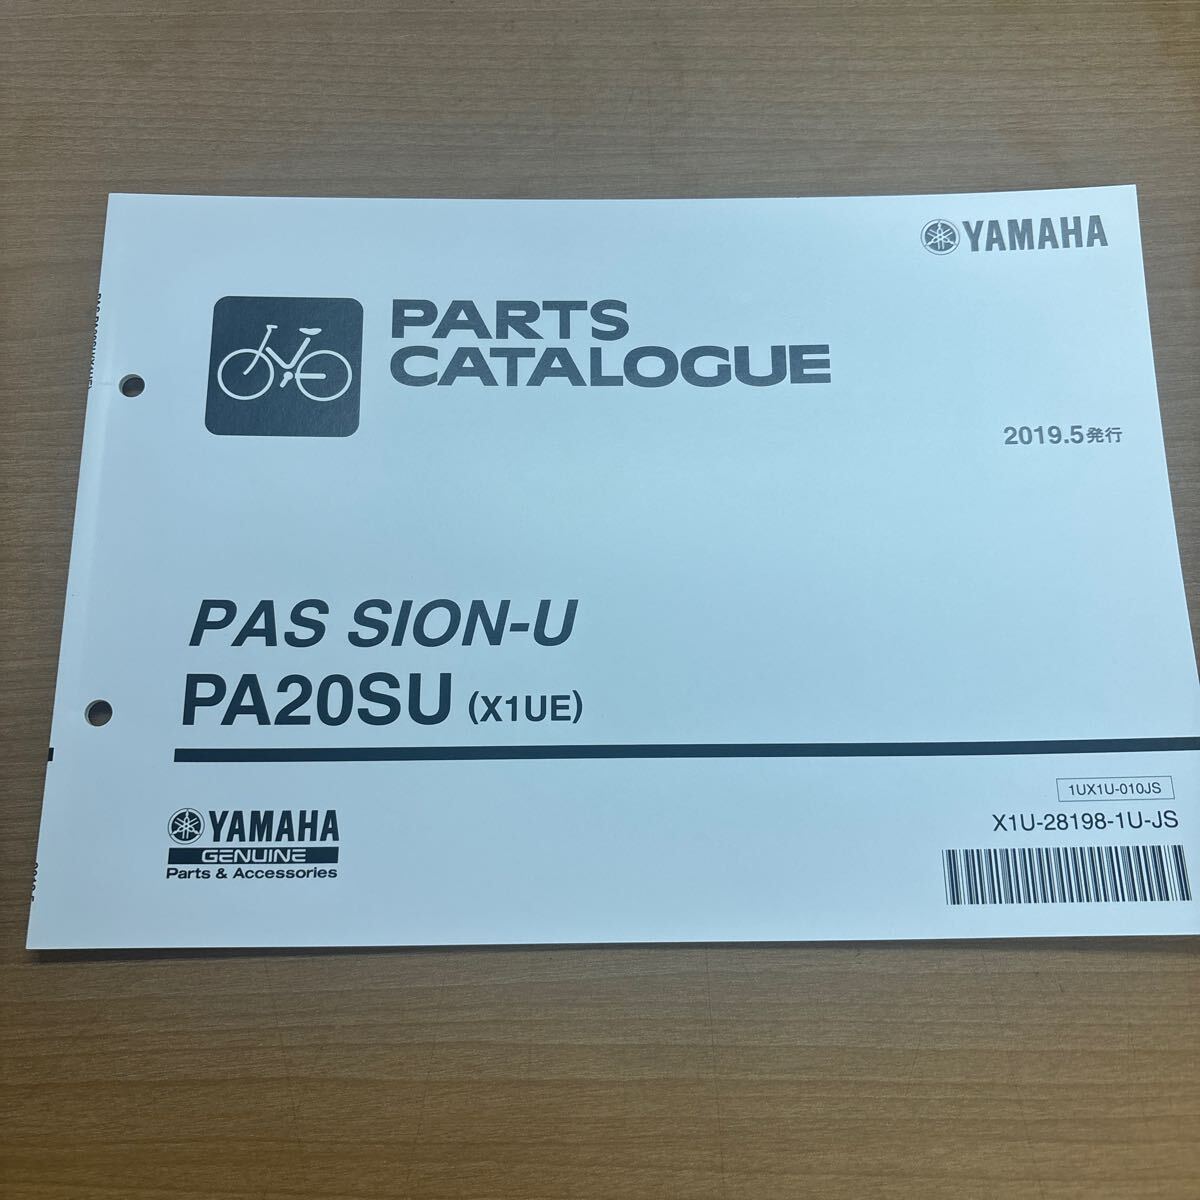 YAMAHA
PARTS
CATALOGUE
2019.5発行
PAS SION-U
PA20SU (X1UE)
1UX1U-010JS
X1U-28198-1U-JS
YAMAHA
GENUINE
Parts & Accessories